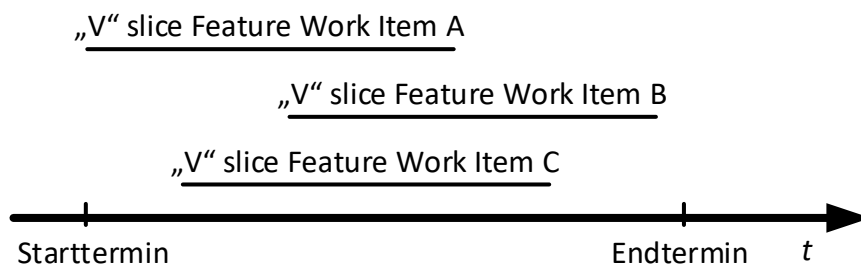 „V“ slice Feature Work Item A
„V“ slice Feature Work Item B
„V“ slice Feature Work Item C
Starttermin Endtermin t